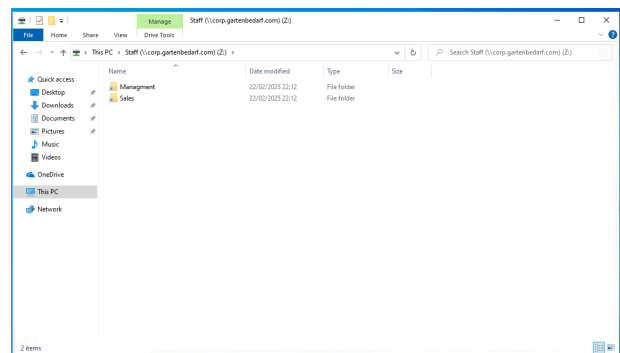 Manage
Staff (\\corp.gartenbedarf.com) (Z:)
File
Home
Share
View
Drive Tools
This PC
Staff (\\corp.gartenbedarf.com) (Z:)
Search Staff (\\corp.gartenbedarf.com) (Z:)
Name
Date modified
Type
Size
Quick access
Desktop
Downloads
Documents
Pictures
Music
Videos
OneDrive
This PC
Network
Managment
22/02/2025 22:12
File folder
Sales
22/02/2025 22:12
File folder
2 items